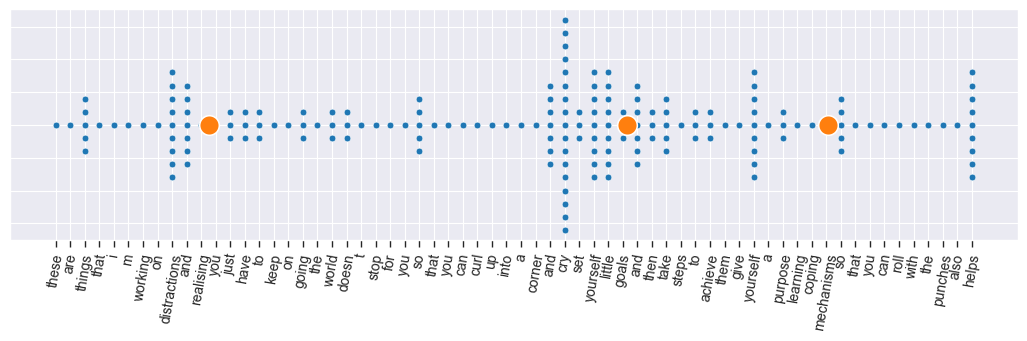 these
are
things
that
i
m
working
on
distractions
and
realising
you
just
have
to
keep
on
going
the
world
doesn
t
stop
for
you
so
that
you
can
curl
up
into
a
corner
and
cry
set
yourself
little
goals
and
then
take
steps
to
achieve
them
give
yourself
a
purpose
learning
coping
mechanisms
so
that
you
can
roll
with
the
punches
also
helps